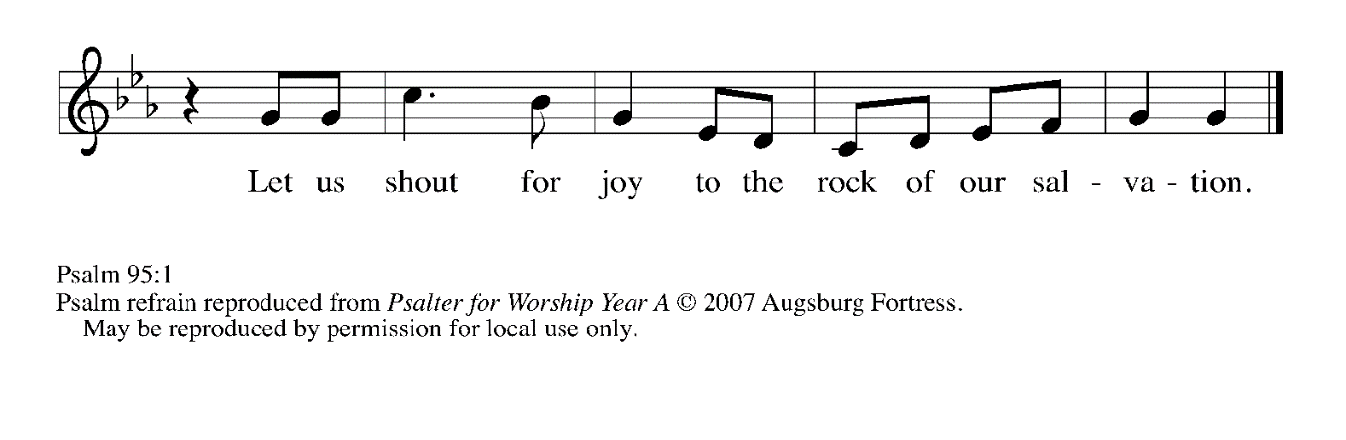 Let us shout for joy to the rock of our sal - va - tion.
Psalm 95:1
Psalm refrain reproduced from Psalter for Worship Year A © 2007 Augsburg Fortress.
May be reproduced by permission for local use only.